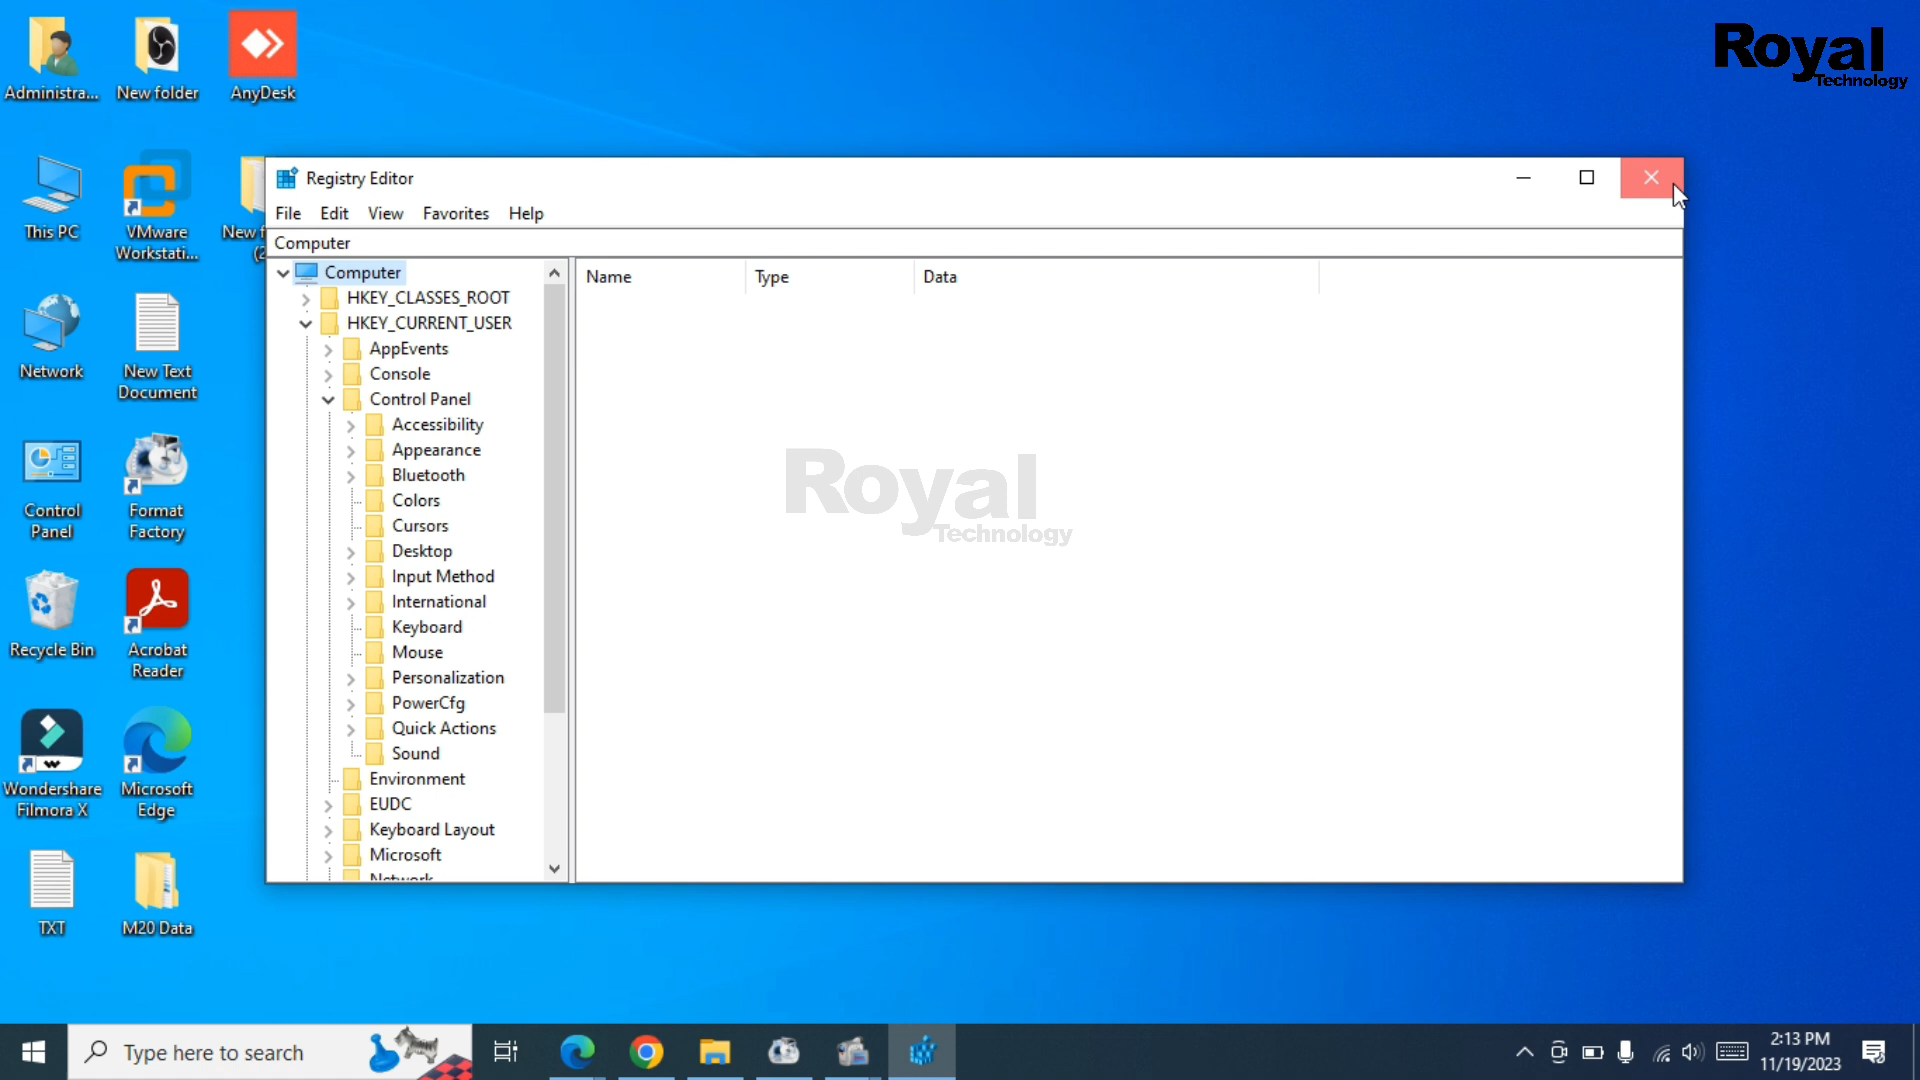 Royal
Technology
Administra...
New folder
AnyDesk
This PC
VMware
Workstati...
New f
(2
Network
New Text
Document
Control
Panel
Format
Factory
Recycle Bin
Acrobat
Reader
Wondershare
Filmora X
Microsoft
Edge
TXT
M20 Data
Registry Editor
File Edit View Favorites Help
Computer
Computer
HKEY_CLASSES_ROOT
HKEY_CURRENT_USER
AppEvents
Console
Control Panel
Accessibility
Appearance
Bluetooth
Colors
Cursors
Desktop
Input Method
International
Keyboard
Mouse
Personalization
PowerCfg
Quick Actions
Sound
Environment
EUDC
Keyboard Layout
Microsoft
Network
Name Type Data
Royal
Technology
Type here to search
2:13 PM
11/19/2023